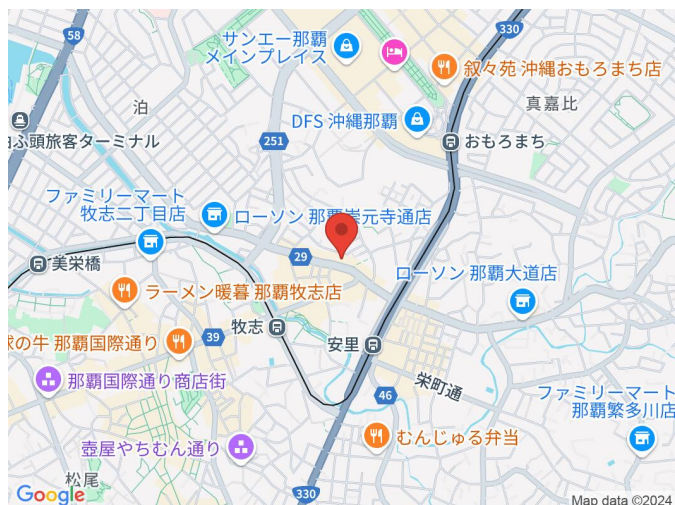 58
330
サンエー那覇
メインプレイス
叙々苑 沖縄おもろまち店
泊
真嘉比
DFS 沖縄那覇
泊ふ頭旅客ターミナル
251
おもろまち
ファミリーマート
牧志二丁目店
ローソン 那覇崇元寺通店
29
美栄橋
ローソン 那覇大道店
ラーメン暖暮 那覇牧志店
牧志
39
球の牛 那覇国際通り
安里
那覇国際通り商店街
46
栄町通
ファミリーマート
那覇繁多川店
むんじゅる弁当
壺屋やちむん通り
松尾
330
Google
Map data ©2024